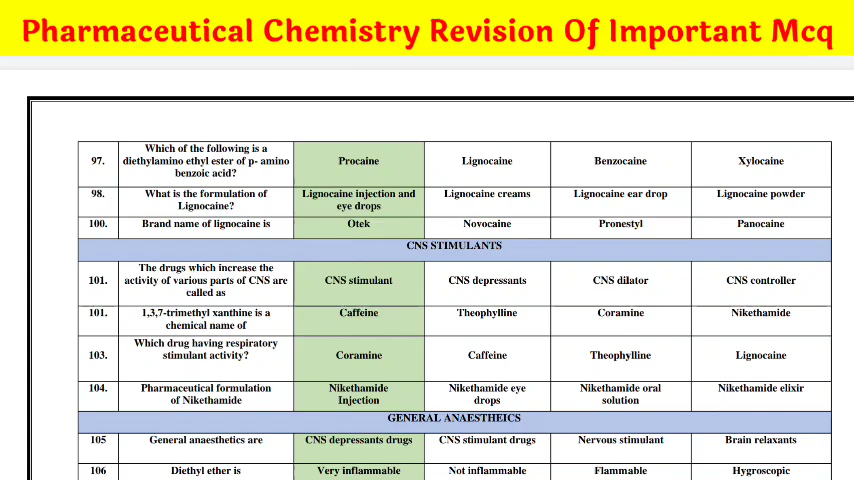 Pharmaceutical Chemistry Revision Of Important Mcq
97. Which of the following is a diethylamino ethyl ester of p- amino benzoic acid? Procaine Lignocaine Benzocaine Xylocaine
98. What is the formulation of Lignocaine? Lignocaine injection and eye drops Lignocaine creams Lignocaine ear drop Lignocaine powder
100. Brand name of lignocaine is Otek Novocaine Pronestyl Panocaine
CNS STIMULANTS
101. The drugs which increase the activity of various parts of CNS are called as CNS stimulant CNS depressants CNS dilator CNS controller
101. 1,3,7-trimethyl xanthine is a chemical name of Caffeine Theophylline Coramine Nikethamide
103. Which drug having respiratory stimulant activity? Coramine Caffeine Theophylline Lignocaine
104. Pharmaceutical formulation of Nikethamide Nikethamide Injection Nikethamide eye drops Nikethamide oral solution Nikethamide elixir
GENERAL ANAESTHEICS
105 General anaesthetics are CNS depressants drugs CNS stimulant drugs Nervous stimulant Brain relaxants
106 Diethyl ether is Very inflammable Not inflammable Flammable Hygroscopic